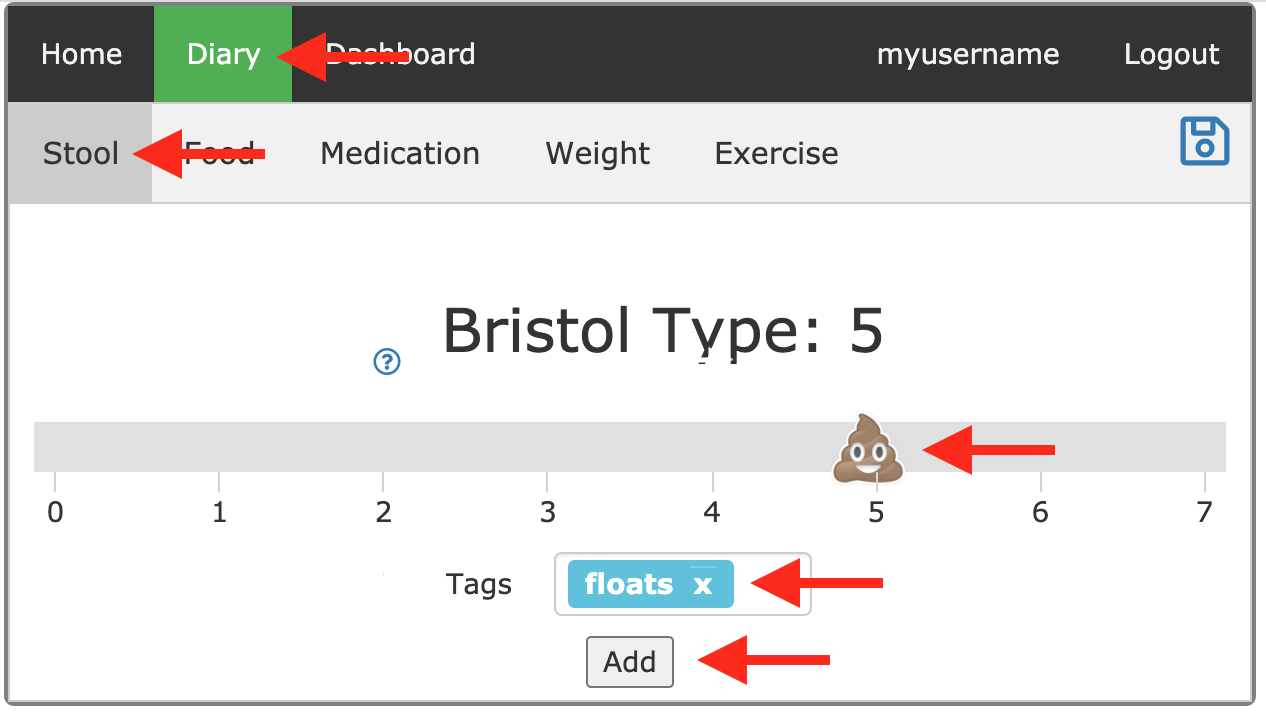 Home Diary Dashboard myusername Logout
Stool Food Medication Weight Exercise
Bristol Type: 5
?
0 1 2 3 4 5 6 7
Tags floats x
Add